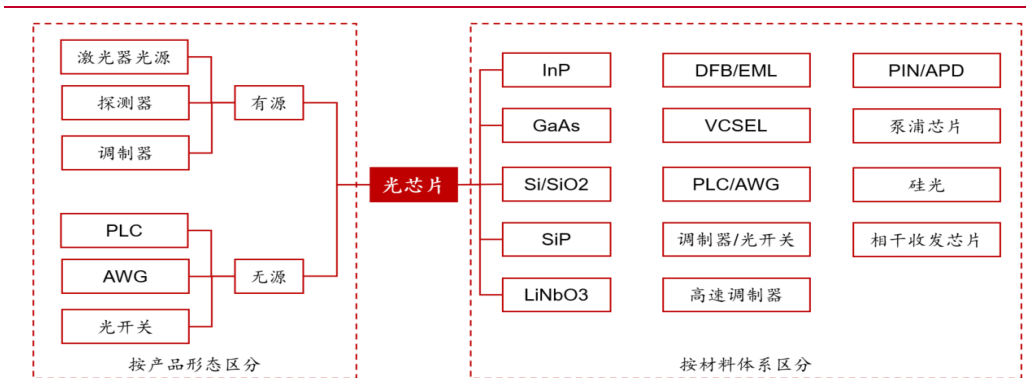 激光器光源
探测器
调制器
有源
PLC
AWG
光开关
无源
按产品形态区分
光芯片
InP
DFB/EML
PIN/APD
GaAs
VCSEL
泵浦芯片
Si/SiO2
PLC/AWG
硅光
SiP
调制器/光开关
相干收发芯片
LiNbO3
高速调制器
按材料体系区分